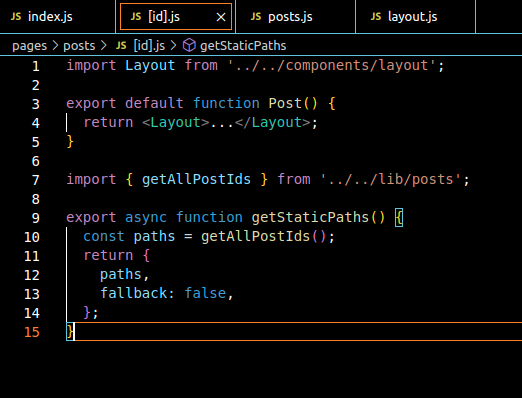 JS index.js
JS [id].js ×
JS posts.js
JS layout.js
pages > posts > JS [id].js > getStaticPaths
1 import Layout from '../../components/layout';
2
3 export default function Post() {
4   return <Layout>...</Layout>;
5 }
6
7 import { getAllPostIds } from '../../lib/posts';
8
9 export async function getStaticPaths() {
10   const paths = getAllPostIds();
11   return {
12     paths,
13     fallback: false,
14   };
15 }